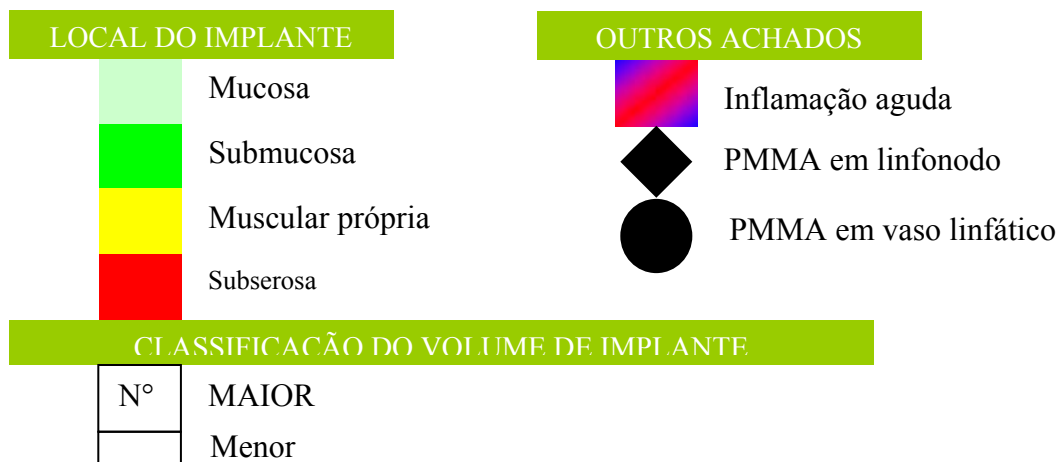 LOCAL DO IMPLANTE
Mucosa
Submucosa
Muscular própria
Subserosa
OUTROS ACHADOS
Inflamação aguda
PMMA em linfonodo
PMMA em vaso linfático
CLASSIFICAÇÃO DO VOLUME DE IMPLANTE
N° MAIOR
Menor